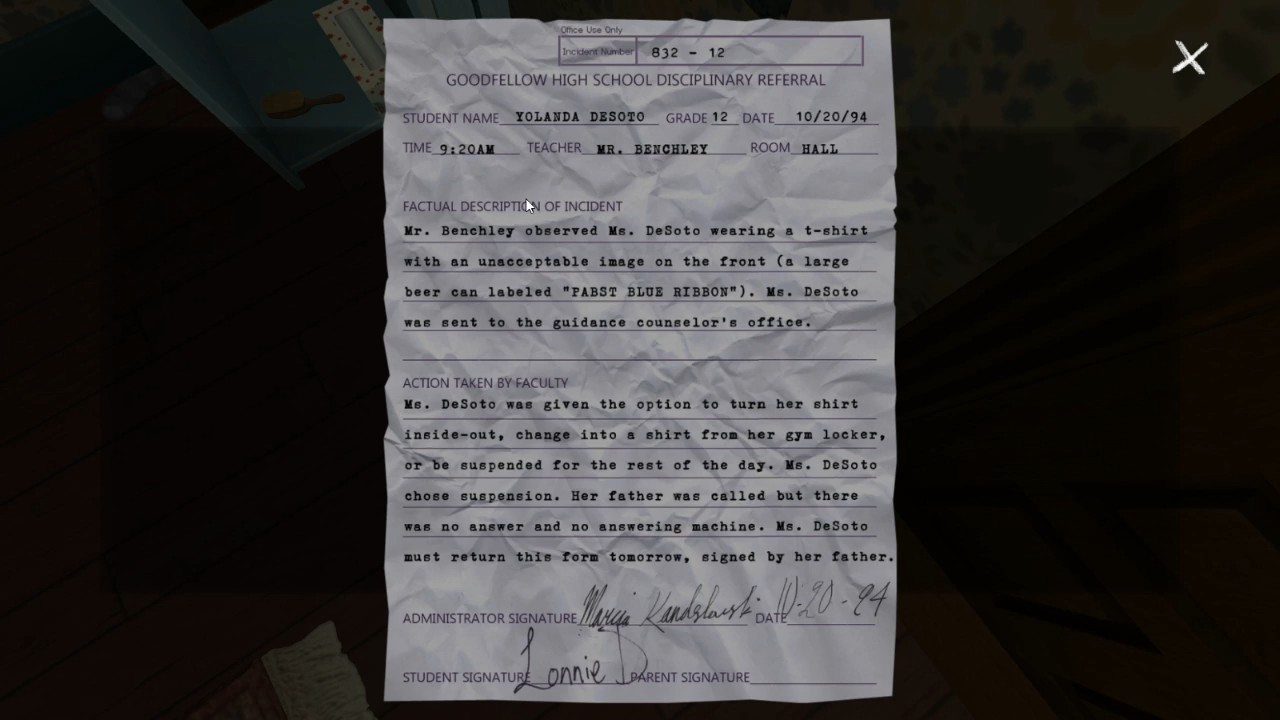 Office Use Only
Incident Number 832 - 12
GOODFELLOW HIGH SCHOOL DISCIPLINARY REFERRAL
STUDENT NAME YOLANDA DESOTO GRADE 12 DATE 10/20/94
TIME 9:20AM TEACHER MR. BENCHLEY ROOM HALL
FACTUAL DESCRIPTION OF INCIDENT
Mr. Benchley observed Ms. DeSoto wearing a t-shirt
with an unacceptable image on the front (a large
beer can labeled "PABST BLUE RIBBON"). Ms. DeSoto
was sent to the guidance counselor's office.
ACTION TAKEN BY FACULTY
Ms. DeSoto was given the option to turn her shirt
inside-out, change into a shirt from her gym locker,
or be suspended for the rest of the day. Ms. DeSoto
chose suspension. Her father was called but there
was no answer and no answering machine. Ms. DeSoto
must return this form tomorrow, signed by her father.
ADMINISTRATOR SIGNATURE DATE 10-20-94
STUDENT SIGNATURE Lonnie D PARENT SIGNATURE